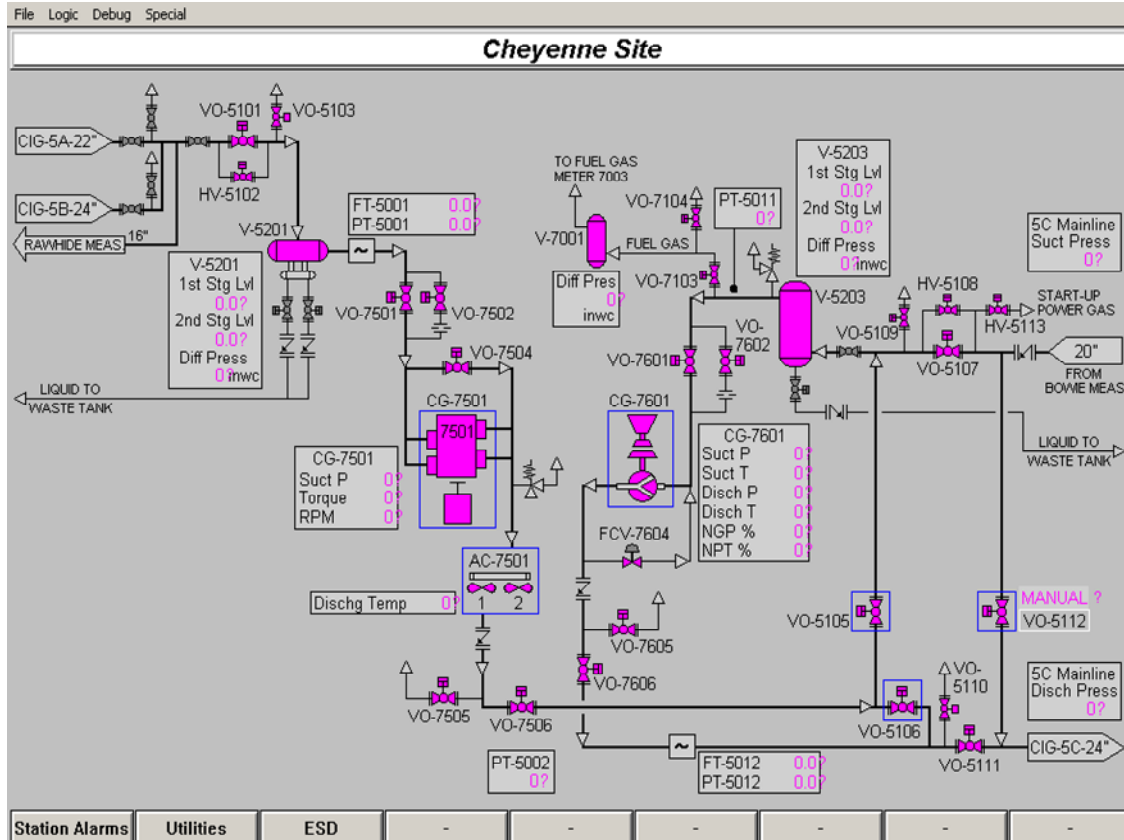 File Logic Debug Special
Cheyenne Site
VO-5101
VO-5103
CIG-5A-22"
HV-5102
CIG-5B-24"
RAWHIDE MEAS.
16"
V-5201
FT-5001 0.0?
PT-5001 0.0?
V-5201
1st Stg Lvl
0.0?
2nd Stg Lvl
0.0?
Diff Press
0?inwc
VO-7501
VO-7502
VO-7504
LIQUID TO
WASTE TANK
CG-7501
7501
CG-7501
Suct P 0?
Torque 0?
RPM 0?
AC-7501
1 2
Dischg Temp 0?
VO-7505
VO-7506
PT-5002
0?
TO FUEL GAS
METER 7003
VO-7104
PT-5011
0?
V-7001
FUEL GAS
VO-7103
Diff Pres
0?
inwc
V-5203
1st Stg Lvl
0.0?
2nd Stg Lvl
0.0?
Diff Press
0?inwc
V-5203
VO-
7602
VO-7601
CG-7601
CG-7601
Suct P 0?
Suct T 0?
Disch P 0?
Disch T 0?
NGP % 0?
NPT % 0?
FCV-7604
VO-7605
VO-7606
5C Mainline
Suct Press
0?
HV-5108
START-UP
POWER GAS
HV-5113
VO-5109
VO-5107
20"
FROM
BOWIE MEAS
LIQUID TO
WASTE TANK
VO-5105
MANUAL ?
VO-5112
VO-5106
VO-
5110
5C Mainline
Disch Press
0?
VO-5111
CIG-5C-24"
FT-5012 0.0?
PT-5012 0.0?
Station Alarms Utilities ESD - - - - - -